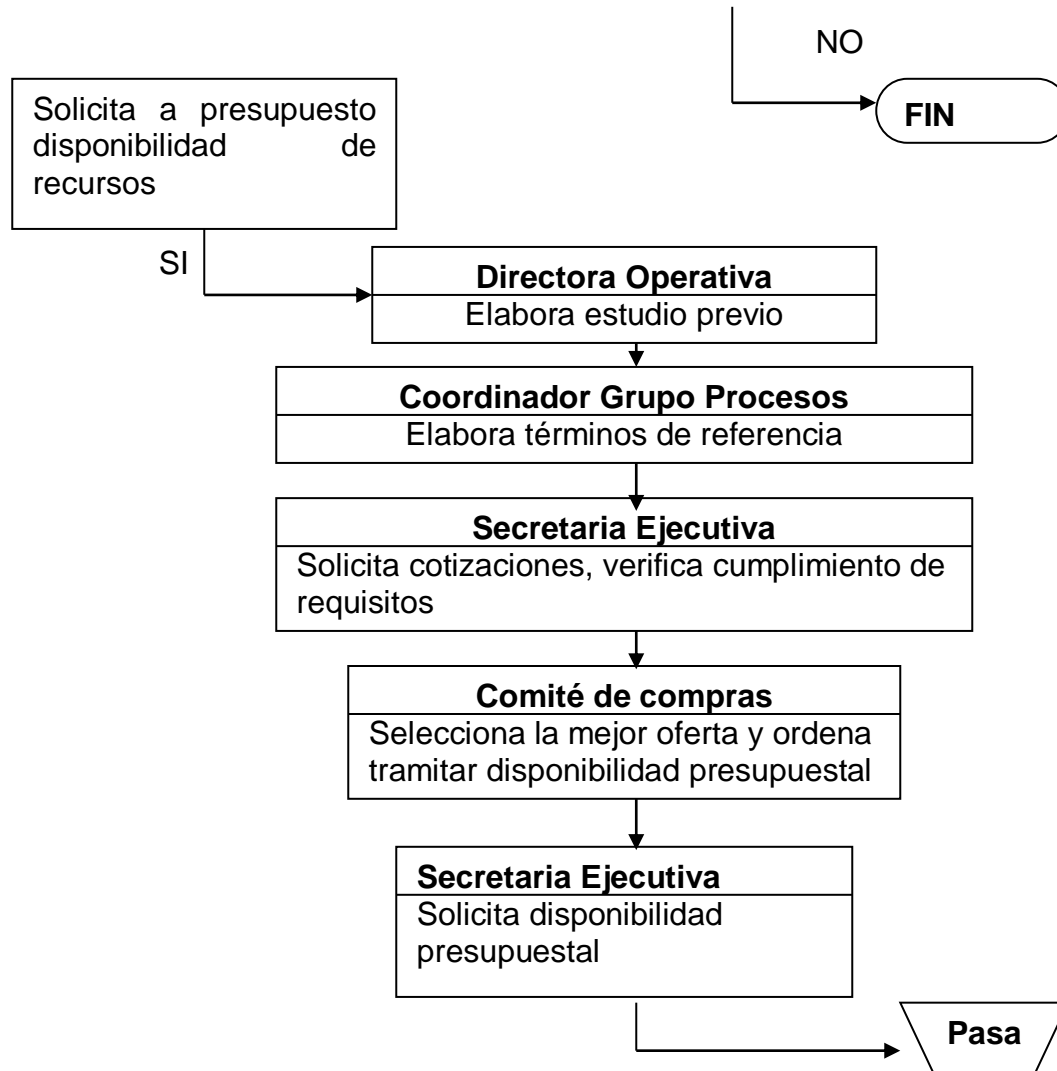 NO
FIN
Solicita a presupuesto
disponibilidad de
recursos
SI
Directora Operativa
Elabora estudio previo
Coordinador Grupo Procesos
Elabora términos de referencia
Secretaria Ejecutiva
Solicita cotizaciones, verifica cumplimiento de
requisitos
Comité de compras
Selecciona la mejor oferta y ordena
tramitar disponibilidad presupuestal
Secretaria Ejecutiva
Solicita disponibilidad
presupuestal
Pasa